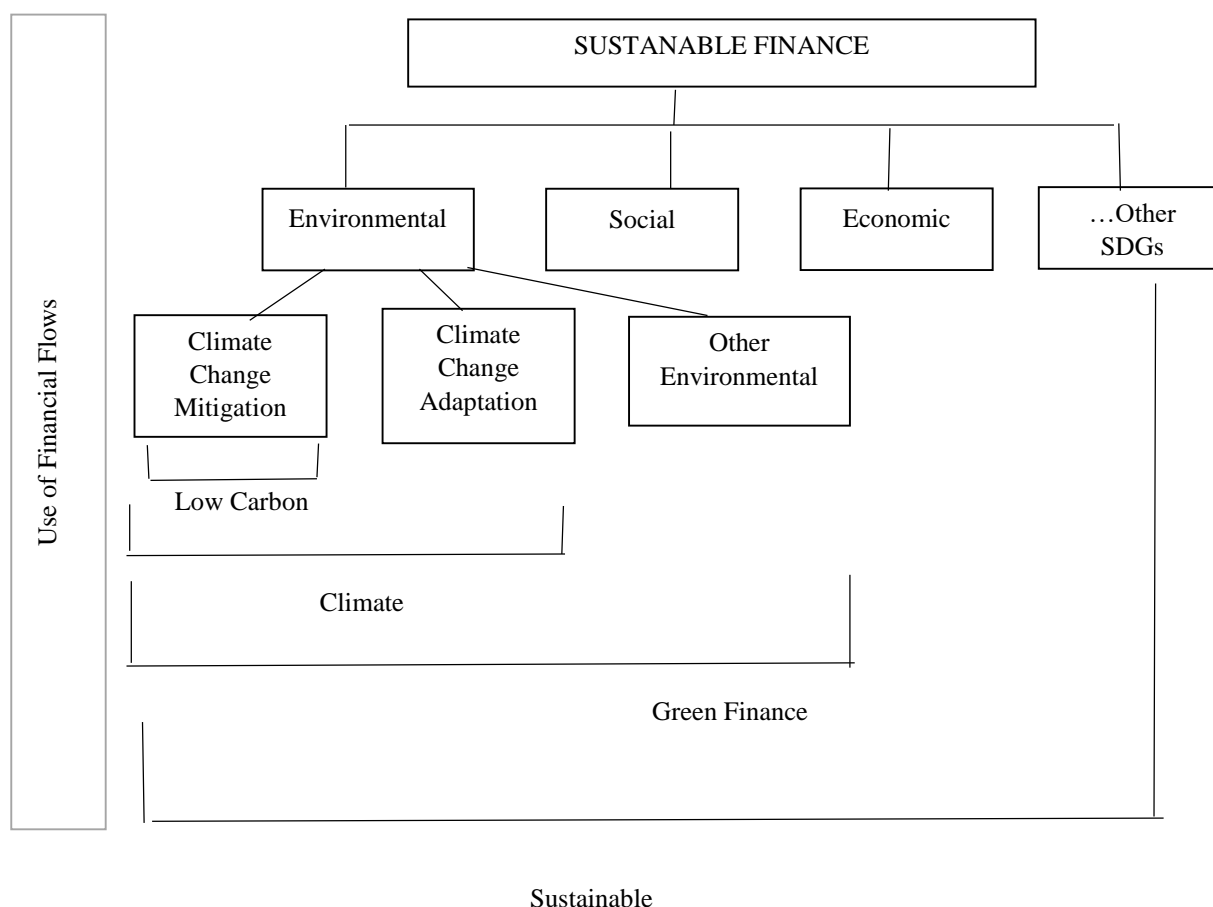 SUSTANABLE FINANCE
Environmental
Social
Economic
…Other
SDGs
Climate
Change
Mitigation
Climate
Change
Adaptation
Other
Environmental
Use of Financial Flows
Low Carbon
Climate
Green Finance
Sustainable